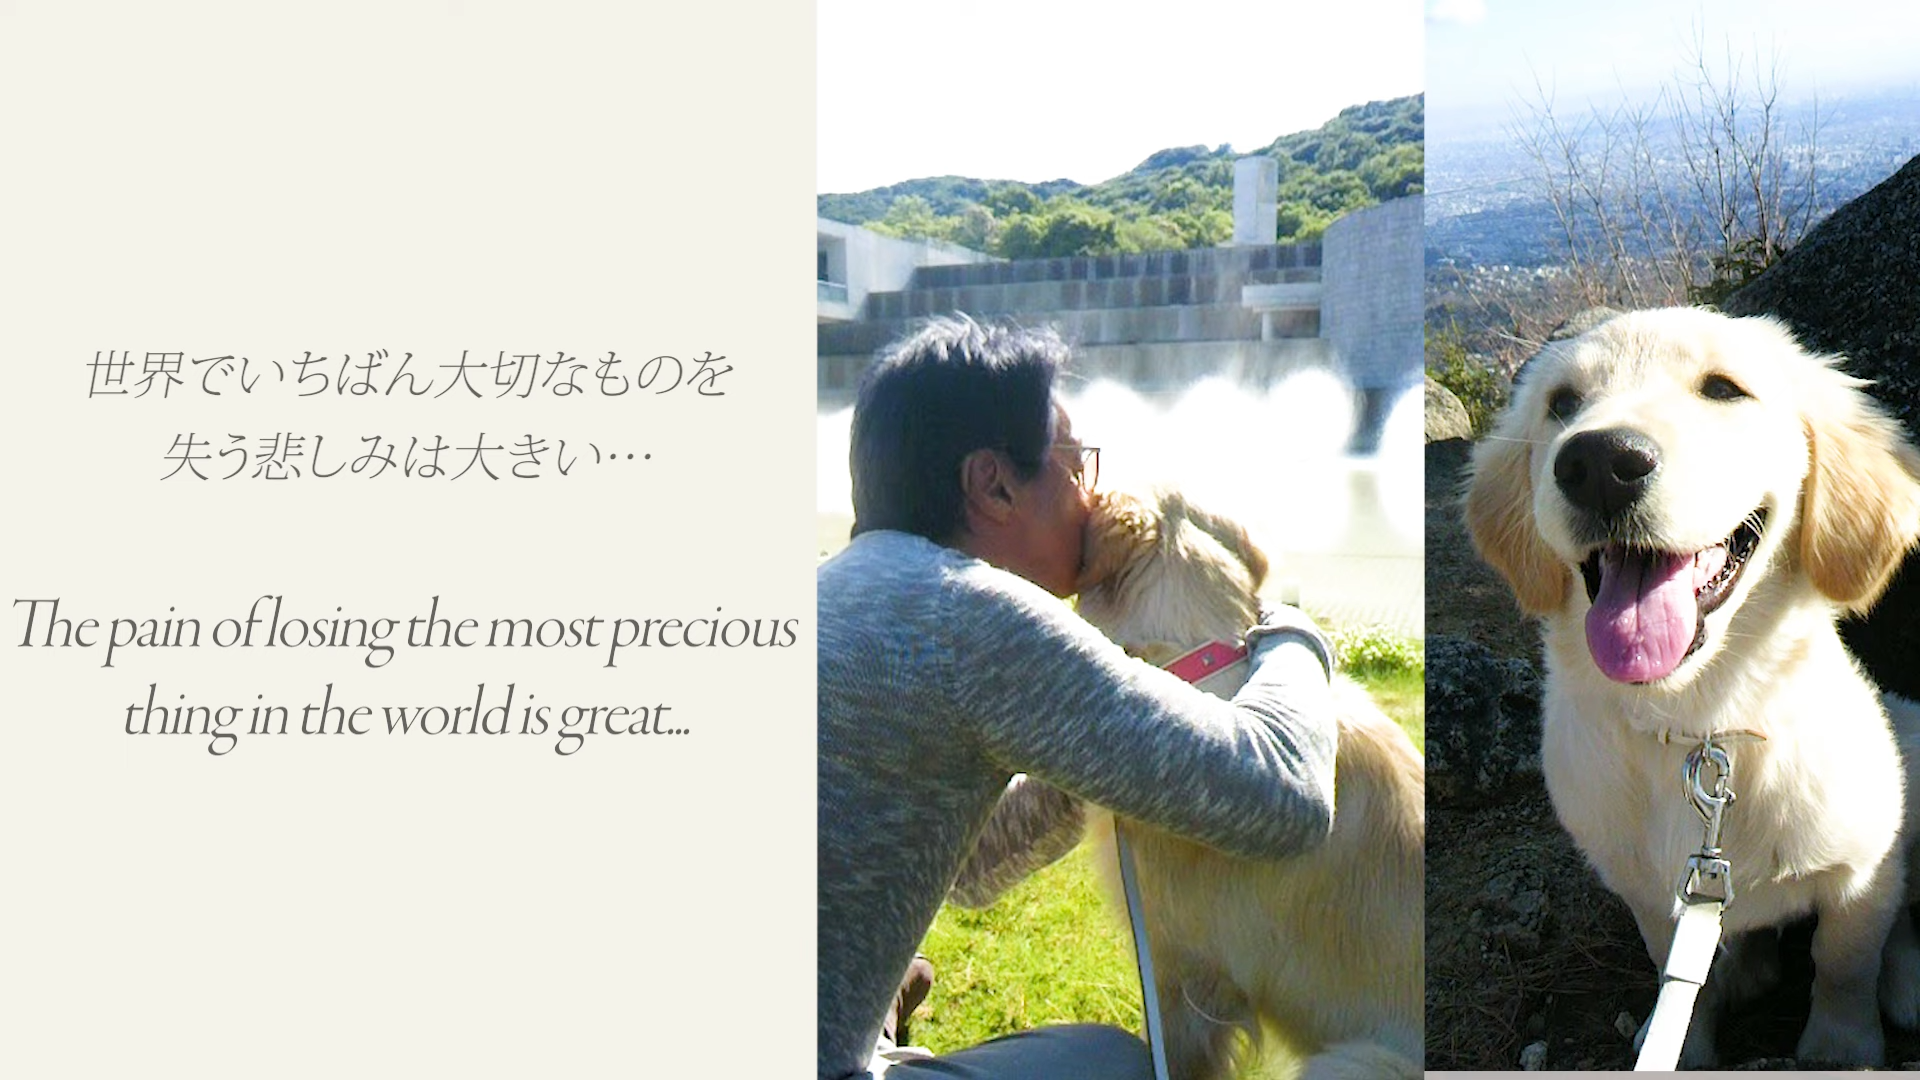 世界でいちばん大切なものを
失う悲しみは大きい…
The pain of losing the most precious
thing in the world is great...